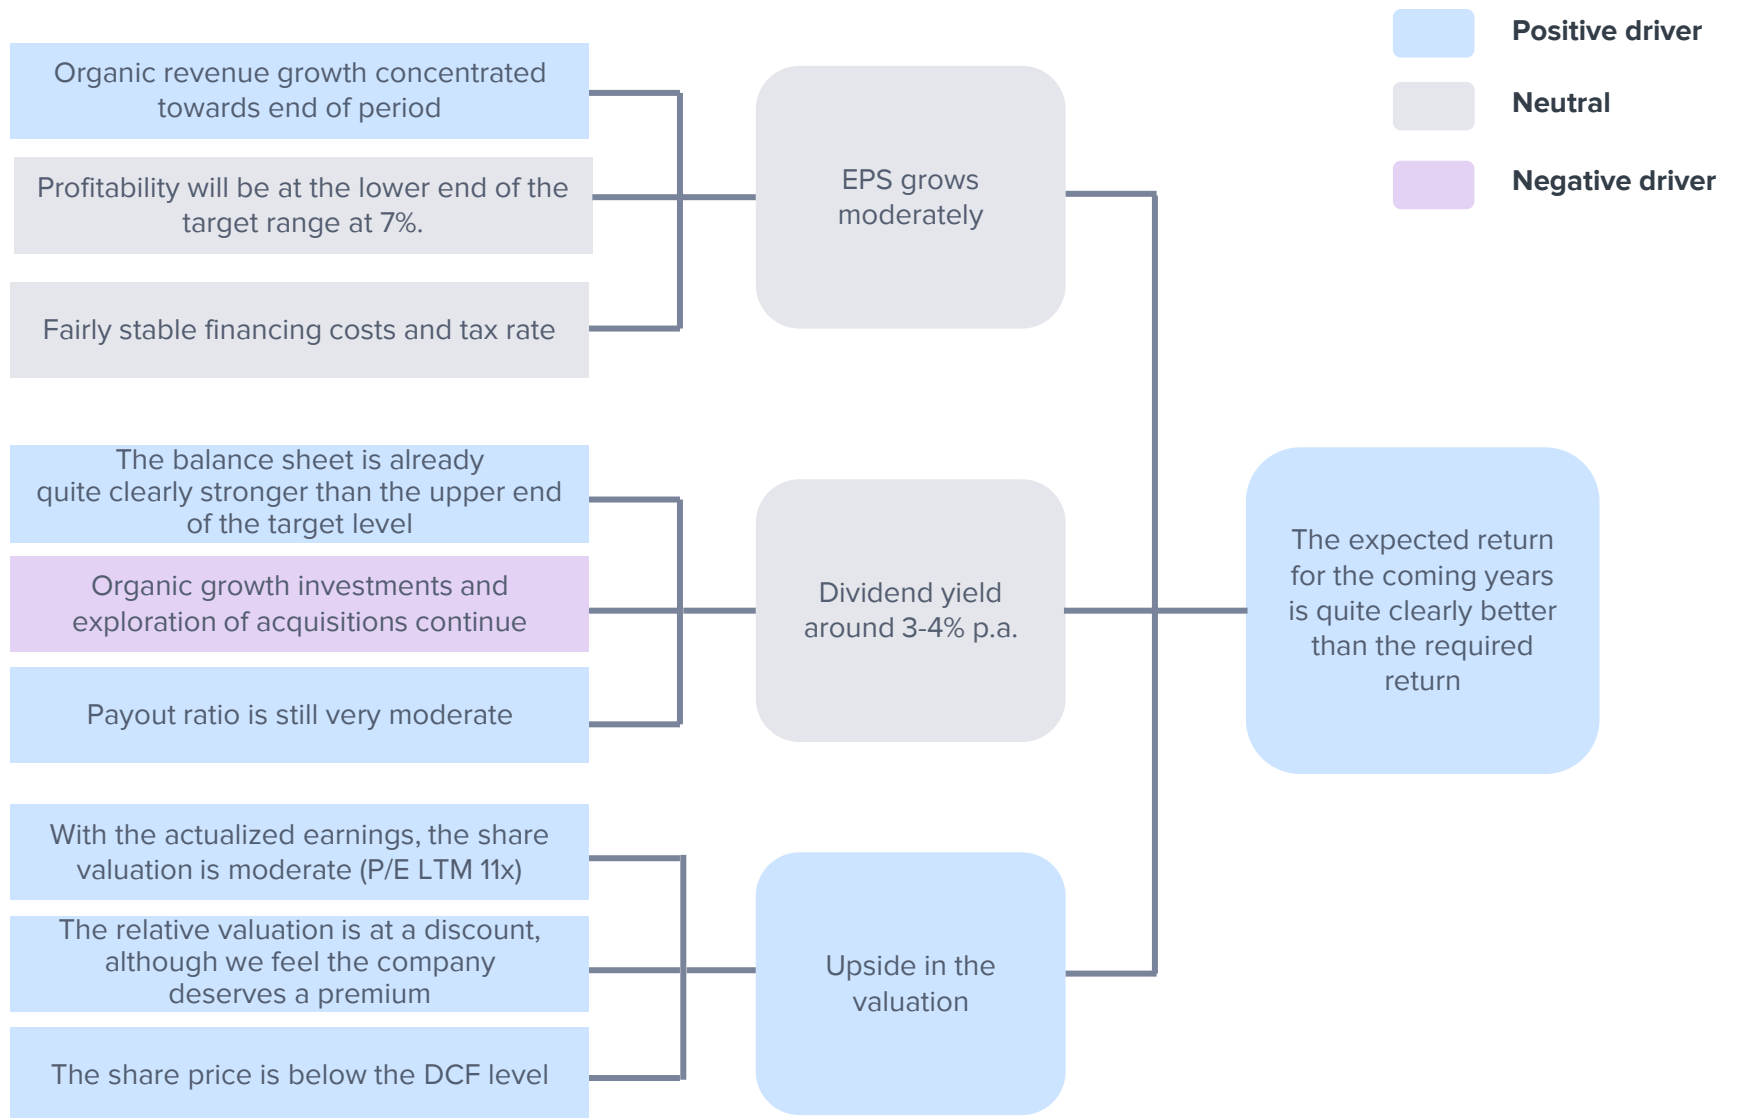 Positive driver
Neutral
Negative driver
Organic revenue growth concentrated
towards end of period
Profitability will be at the lower end of the
target range at 7%.
Fairly stable financing costs and tax rate
EPS grows
moderately
The balance sheet is already
quite clearly stronger than the upper end
of the target level
Organic growth investments and
exploration of acquisitions continue
Payout ratio is still very moderate
Dividend yield
around 3-4% p.a.
With the actualized earnings, the share
valuation is moderate (P/E LTM 11x)
The relative valuation is at a discount,
although we feel the company
deserves a premium
The share price is below the DCF level
Upside in the
valuation
The expected return
for the coming years
is quite clearly better
than the required
return